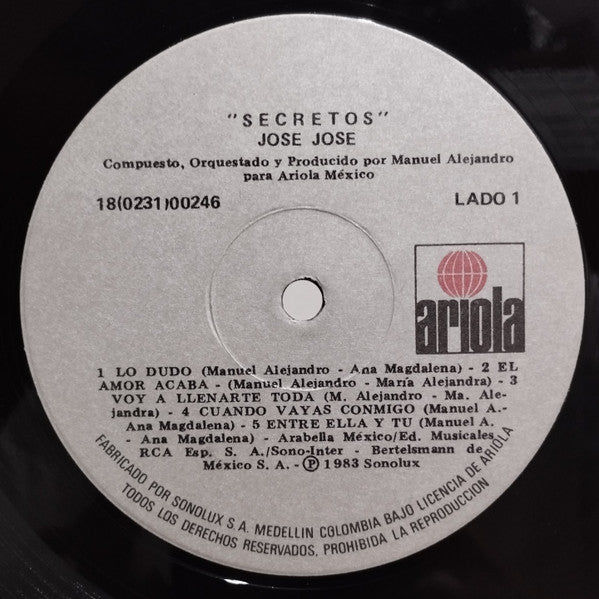 "SECRETOS"
JOSE JOSE
Compuesto, Orquestado y Producido por Manuel Alejandro
para Ariola México
18(0231)00246
LADO 1
ariola
1 LO DUDO (Manuel Alejandro - Ana Magdalena) - 2 EL
AMOR ACABA - (Manuel Alejandro - María Alejandra) - 3
VOY A LLENARTE TODA (M. Alejandro - Ma. Ale-
jandra) - 4 CUANDO VAYAS CONMIGO (Manuel A.-
Ana Magdalena) - 5 ENTRE ELLA Y TU (Manuel A.
- Ana Magdalena) - Arabella México/Ed. Musicales
RCA Esp. S. A./Sono-Inter - Bertelsmann de
México S. A. - Ⓟ 1983 Sonolux
FABRICADO POR SONOLUX S A. MEDELLIN COLOMBIA BAJO LICENCIA DE ARIOLA
TODOS LOS DERECHOS RESERVADOS, PROHIBIDA LA REPRODUCCION